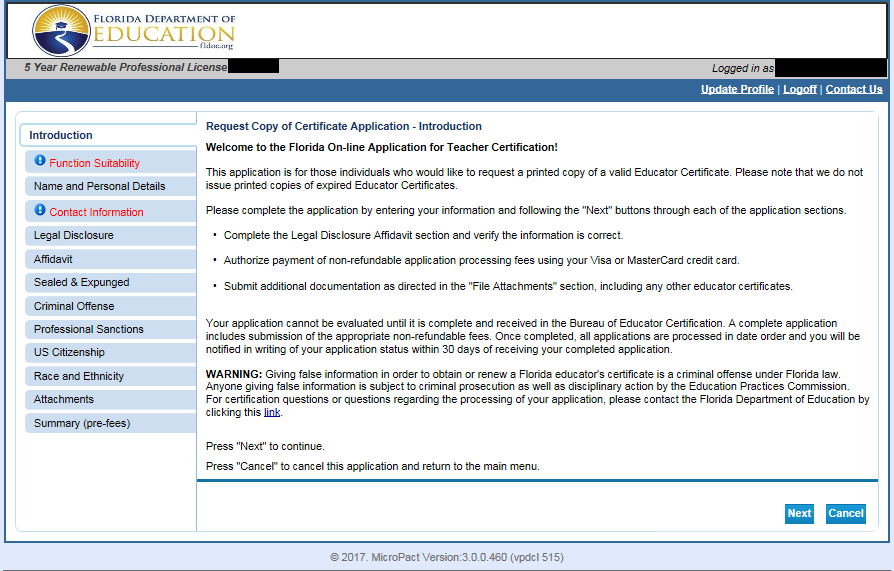 FLORIDA DEPARTMENT OF
EDUCATION
fldoe.org
5 Year Renewable Professional License
Logged in as
Update Profile | Logoff | Contact Us
Introduction
Function Suitability
Name and Personal Details
Contact Information
Legal Disclosure
Affidavit
Sealed & Expunged
Criminal Offense
Professional Sanctions
US Citizenship
Race and Ethnicity
Attachments
Summary (pre-fees)
Request Copy of Certificate Application - Introduction
Welcome to the Florida On-line Application for Teacher Certification!
This application is for those individuals who would like to request a printed copy of a valid Educator Certificate. Please note that we do not
issue printed copies of expired Educator Certificates.
Please complete the application by entering your information and following the "Next" buttons through each of the application sections.
• Complete the Legal Disclosure Affidavit section and verify the information is correct.
• Authorize payment of non-refundable application processing fees using your Visa or MasterCard credit card.
• Submit additional documentation as directed in the "File Attachments" section, including any other educator certificates.
Your application cannot be evaluated until it is complete and received in the Bureau of Educator Certification. A complete application
includes submission of the appropriate non-refundable fees. Once completed, all applications are processed in date order and you will be
notified in writing of your application status within 30 days of receiving your completed application.
WARNING: Giving false information in order to obtain or renew a Florida educator's certificate is a criminal offense under Florida law.
Anyone giving false information is subject to criminal prosecution as well as disciplinary action by the Education Practices Commission.
For certification questions or questions regarding the processing of your application, please contact the Florida Department of Education by
clicking this link.
Press "Next" to continue.
Press "Cancel" to cancel this application and return to the main menu.
Next Cancel
© 2017. MicroPact Version:3.0.0.460 (vpdcl 515)